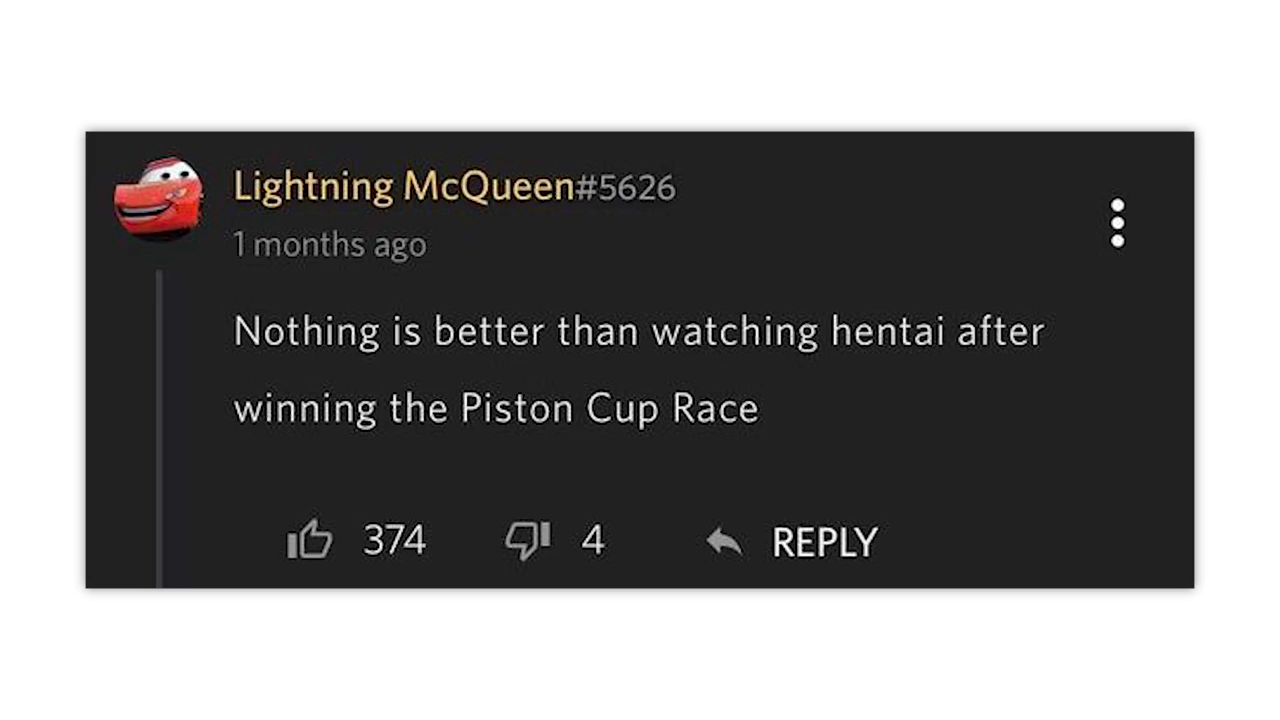 Lightning McQueen#5626
1 months ago
Nothing is better than watching hentai after
winning the Piston Cup Race
374 4 REPLY